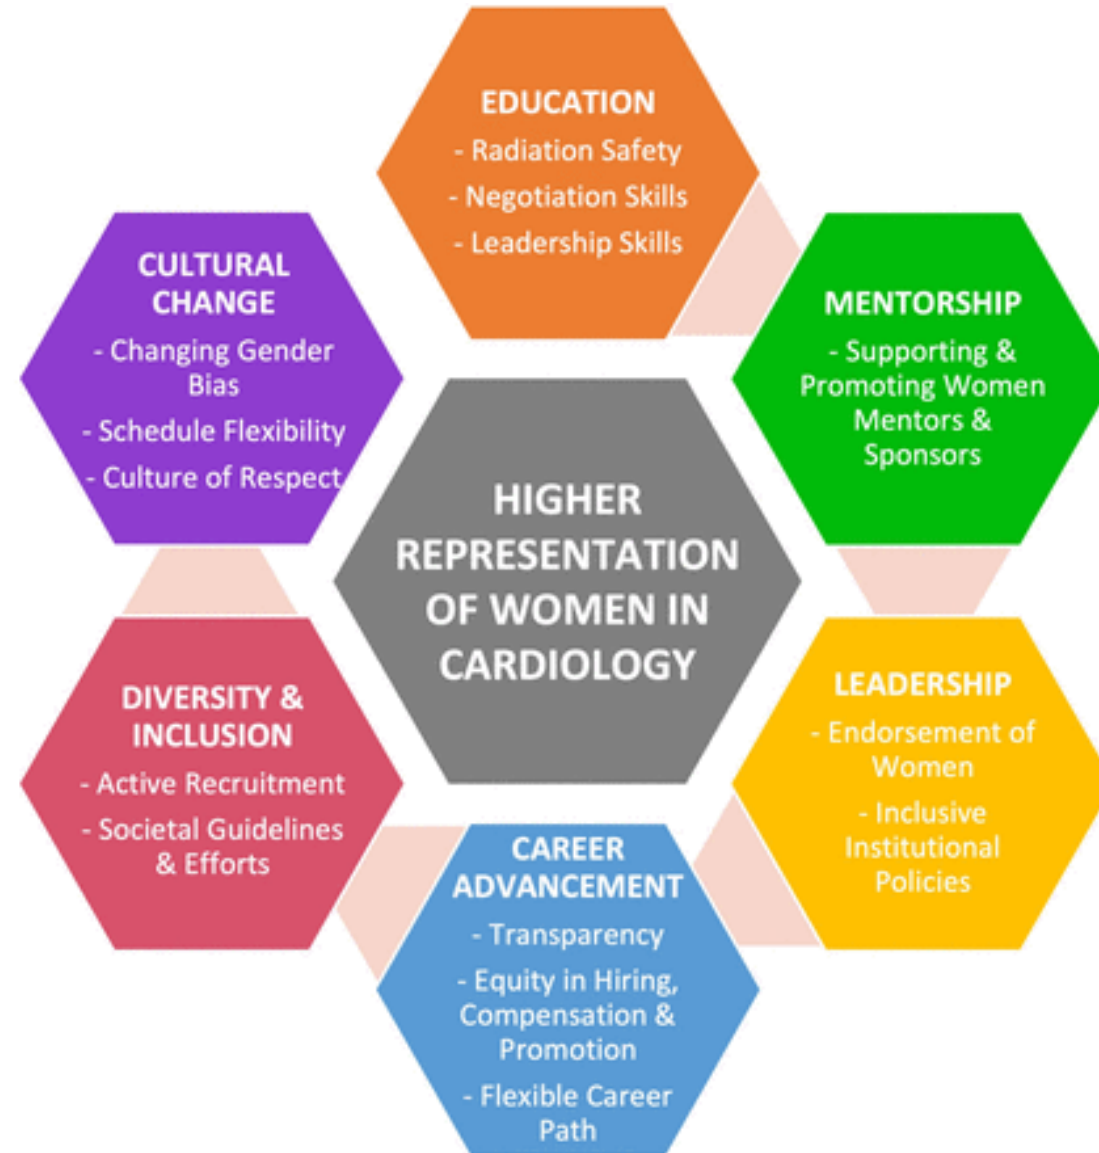 EDUCATION
- Radiation Safety
- Negotiation Skills
- Leadership Skills
MENTORSHIP
- Supporting &
Promoting Women
Mentors &
Sponsors
LEADERSHIP
- Endorsement of
Women
- Inclusive
Institutional
Policies
CAREER
ADVANCEMENT
- Transparency
- Equity in Hiring,
Compensation &
Promotion
- Flexible Career
Path
DIVERSITY &
INCLUSION
- Active Recruitment
- Societal Guidelines
& Efforts
CULTURAL
CHANGE
- Changing Gender
Bias
- Schedule Flexibility
- Culture of Respect
HIGHER
REPRESENTATION
OF WOMEN IN
CARDIOLOGY